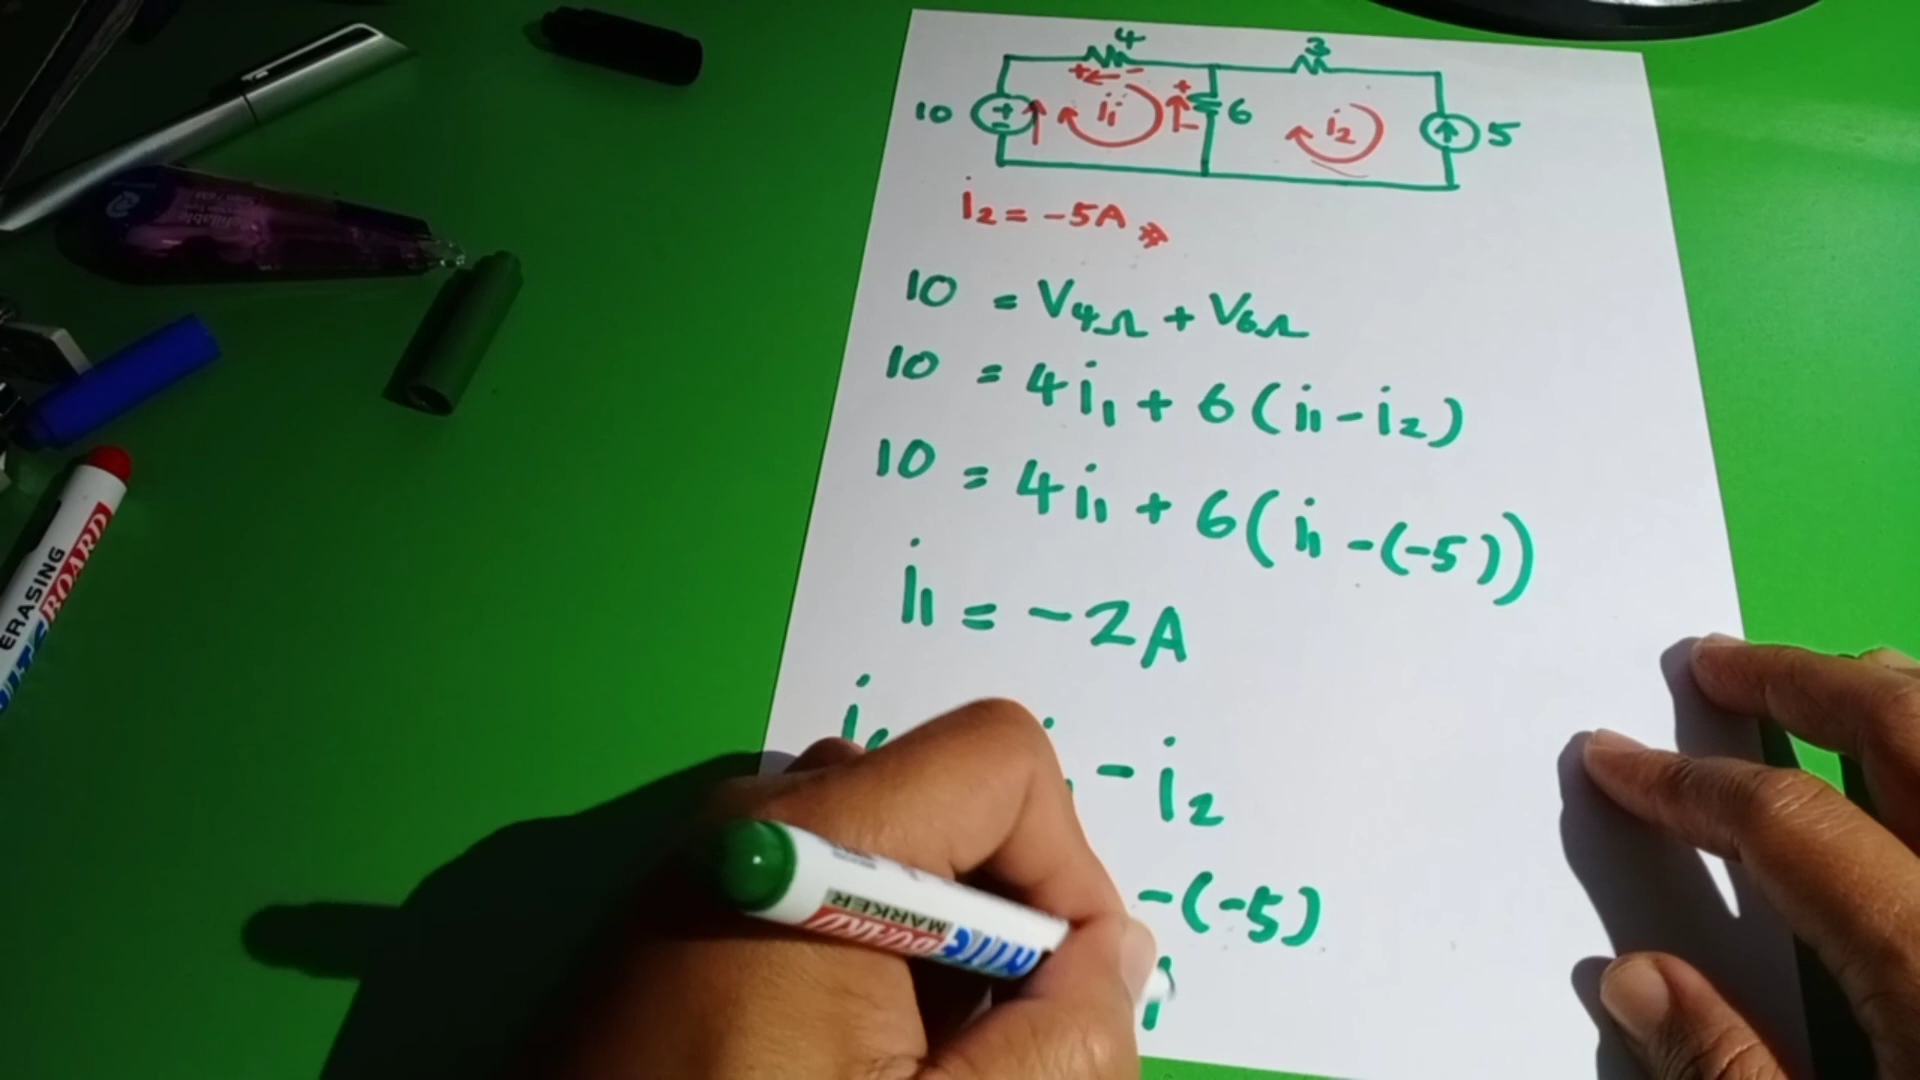 4 3
10 + - + - i1 + - 6 i2 5
i2 = -5A
10 = V4Ω + V6Ω
10 = 4i1 + 6(i1 - i2)
10 = 4i1 + 6(i1 -(-5))
i1 = -2A
- i2
-(-5)
ERASING
BOARD
MARKER